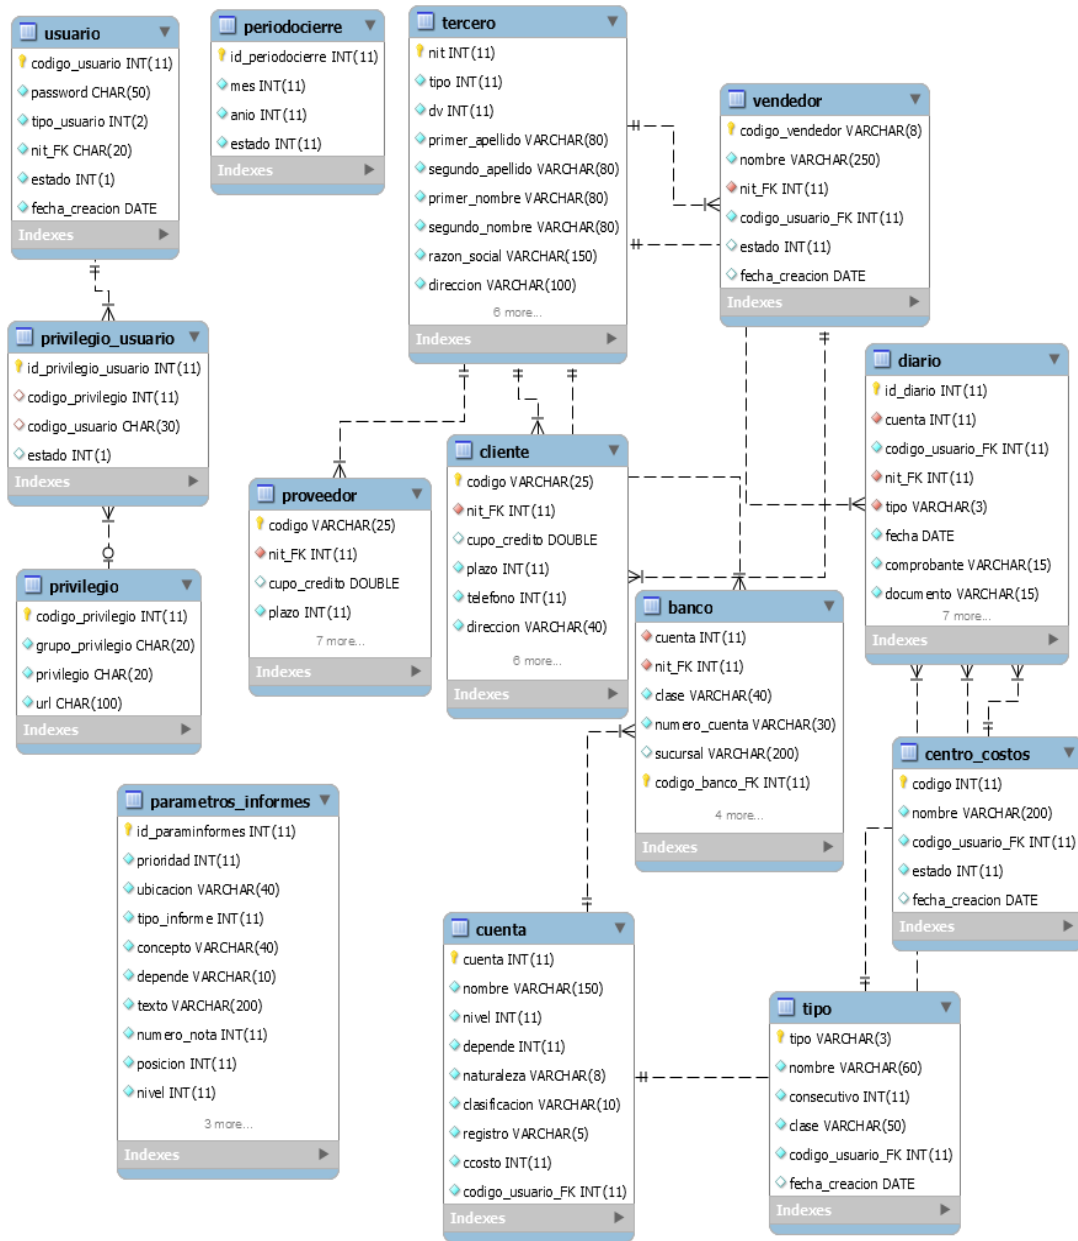 usuario
codigo_usuario INT(11)
password CHAR(50)
tipo_usuario INT(2)
nit_FK CHAR(20)
estado INT(1)
fecha_creacion DATE
Indexes
periodocierre
id_periodocierre INT(11)
mes INT(11)
anio INT(11)
estado INT(11)
Indexes
tercero
nit INT(11)
tipo INT(11)
dv INT(11)
primer_apellido VARCHAR(80)
segundo_apellido VARCHAR(80)
primer_nombre VARCHAR(80)
segundo_nombre VARCHAR(80)
razon_social VARCHAR(150)
direccion VARCHAR(100)
6 more...
Indexes
vendedor
codigo_vendedor VARCHAR(8)
nombre VARCHAR(250)
nit_FK INT(11)
codigo_usuario_FK INT(11)
estado INT(11)
fecha_creacion DATE
Indexes
privilegio_usuario
id_privilegio_usuario INT(11)
codigo_privilegio INT(11)
codigo_usuario CHAR(30)
estado INT(1)
Indexes
diario
id_diario INT(11)
cuenta INT(11)
codigo_usuario_FK INT(11)
nit_FK INT(11)
tipo VARCHAR(3)
fecha DATE
comprobante VARCHAR(15)
documento VARCHAR(15)
7 more...
Indexes
proveedor
codigo VARCHAR(25)
nit_FK INT(11)
cupo_credito DOUBLE
plazo INT(11)
7 more...
Indexes
cliente
codigo VARCHAR(25)
nit_FK INT(11)
cupo_credito DOUBLE
plazo INT(11)
telefono INT(11)
direccion VARCHAR(40)
6 more...
Indexes
privilegio
codigo_privilegio INT(11)
grupo_privilegio CHAR(20)
privilegio CHAR(20)
url CHAR(100)
Indexes
banco
cuenta INT(11)
nit_FK INT(11)
clase VARCHAR(40)
numero_cuenta VARCHAR(30)
sucursal VARCHAR(200)
codigo_banco_FK INT(11)
4 more...
Indexes
centro_costos
codigo INT(11)
nombre VARCHAR(200)
codigo_usuario_FK INT(11)
estado INT(11)
fecha_creacion DATE
Indexes
parametros_informes
id_paraminformes INT(11)
prioridad INT(11)
ubicacion VARCHAR(40)
tipo_informe INT(11)
concepto VARCHAR(40)
depende VARCHAR(10)
texto VARCHAR(200)
numero_nota INT(11)
posicion INT(11)
nivel INT(11)
3 more...
Indexes
cuenta
cuenta INT(11)
nombre VARCHAR(150)
nivel INT(11)
depende INT(11)
naturaleza VARCHAR(8)
clasificacion VARCHAR(10)
registro VARCHAR(5)
ccosto INT(11)
codigo_usuario_FK INT(11)
Indexes
tipo
tipo VARCHAR(3)
nombre VARCHAR(60)
consecutivo INT(11)
clase VARCHAR(50)
codigo_usuario_FK INT(11)
fecha_creacion DATE
Indexes